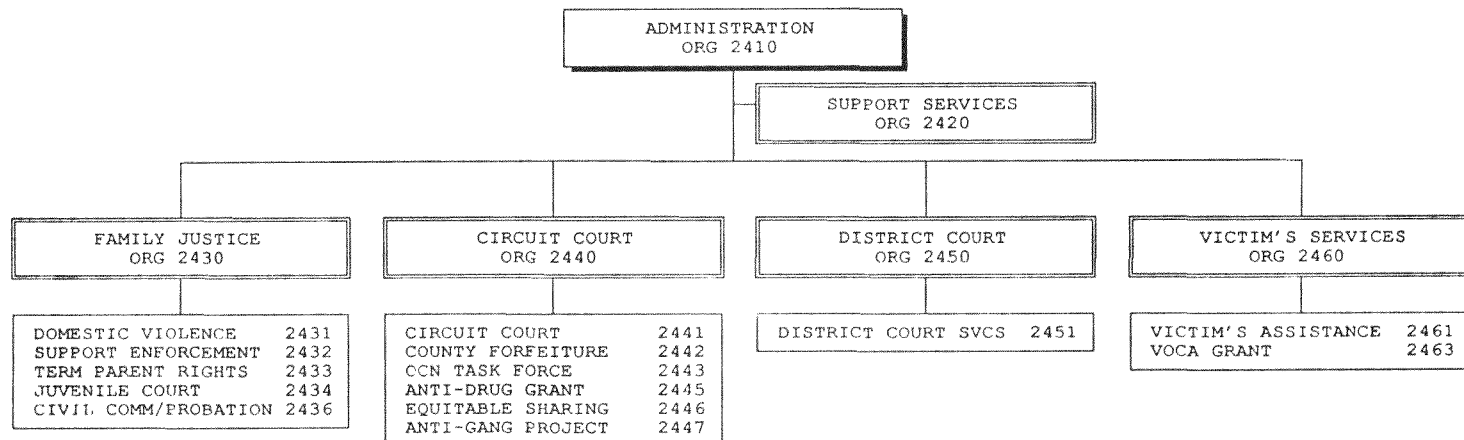 ADMINISTRATION
ORG 2410
SUPPORT SERVICES
ORG 2420
FAMILY JUSTICE
ORG 2430
CIRCUIT COURT
ORG 2440
DISTRICT COURT
ORG 2450
VICTIM'S SERVICES
ORG 2460
DOMESTIC VIOLENCE 2431
SUPPORT ENFORCEMENT 2432
TERM PARENT RIGHTS 2433
JUVENILE COURT 2434
CIVIL COMM/PROBATION 2436
CIRCUIT COURT 2441
COUNTY FORFEITURE 2442
CCN TASK FORCE 2443
ANTI-DRUG GRANT 2445
EQUITABLE SHARING 2446
ANTI-GANG PROJECT 2447
DISTRICT COURT SVCS 2451
VICTIM'S ASSISTANCE 2461
VOCA GRANT 2463